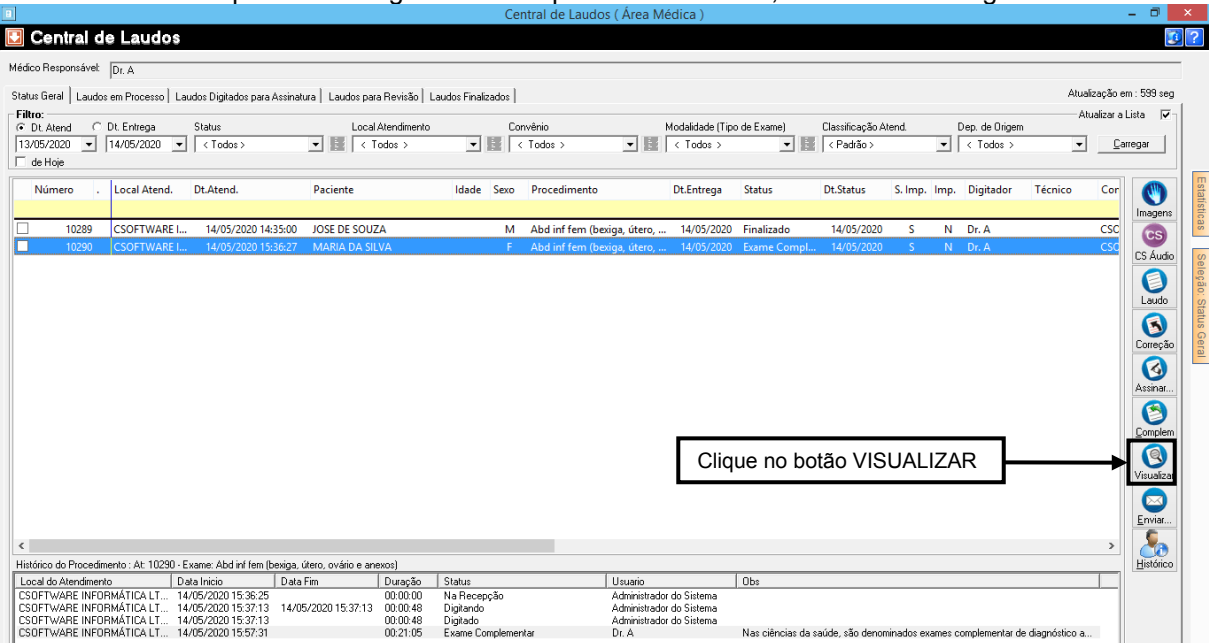 Central de Laudos ( Área Médica )
Central de Laudos
Médico Responsável: Dr. A
Status Geral Laudos em Processo Laudos Digitados para Assinatura Laudos para Revisão Laudos Finalizados Atualização em : 599 seg
Filtro: Atualizar a Lista
Dt. Atend Dt. Entrega Status Local Atendimento Convênio Modalidade (Tipo de Exame) Classificação Atend. Dep. de Origem
13/05/2020 14/05/2020 < Todos > < Todos > < Todos > < Todos > < Padrão > < Todos > Carregar
de Hoje
Número . Local Atend. Dt.Atend. Paciente Idade Sexo Procedimento Dt.Entrega Status Dt.Status S. Imp. Imp. Digitador Técnico Cor
10289 CSOFTWARE I... 14/05/2020 14:35:00 JOSE DE SOUZA M Abd inf fem (bexiga, útero, ... 14/05/2020 Finalizado 14/05/2020 S N Dr. A CSC
10290 CSOFTWARE I... 14/05/2020 15:36:27 MARIA DA SILVA F Abd inf fem (bexiga, útero, ... 14/05/2020 Exame Compl... 14/05/2020 S N Dr. A CSC
Imagens
CS
CS Áudio
Laudo
Correção
Assinar...
Complem
Clique no botão VISUALIZAR
Visualizar
Enviar...
Histórico
Estatísticas
Seleção: Status Geral
Histórico do Procedimento : At: 10290 - Exame: Abd inf fem (bexiga, útero, ovário e anexos)
Local do Atendimento Data Inicio Data Fim Duração Status Usuario Obs
CSOFTWARE INFORMÁTICA LT... 14/05/2020 15:36:25 00:00:00 Na Recepção Administrador do Sistema
CSOFTWARE INFORMÁTICA LT... 14/05/2020 15:37:13 14/05/2020 15:37:13 00:00:48 Digitando Administrador do Sistema
CSOFTWARE INFORMÁTICA LT... 14/05/2020 15:37:13 00:00:48 Digitado Administrador do Sistema
CSOFTWARE INFORMÁTICA LT... 14/05/2020 15:57:31 00:21:05 Exame Complementar Dr. A Nas ciências da saúde, são denominados exames complementar de diagnóstico a...